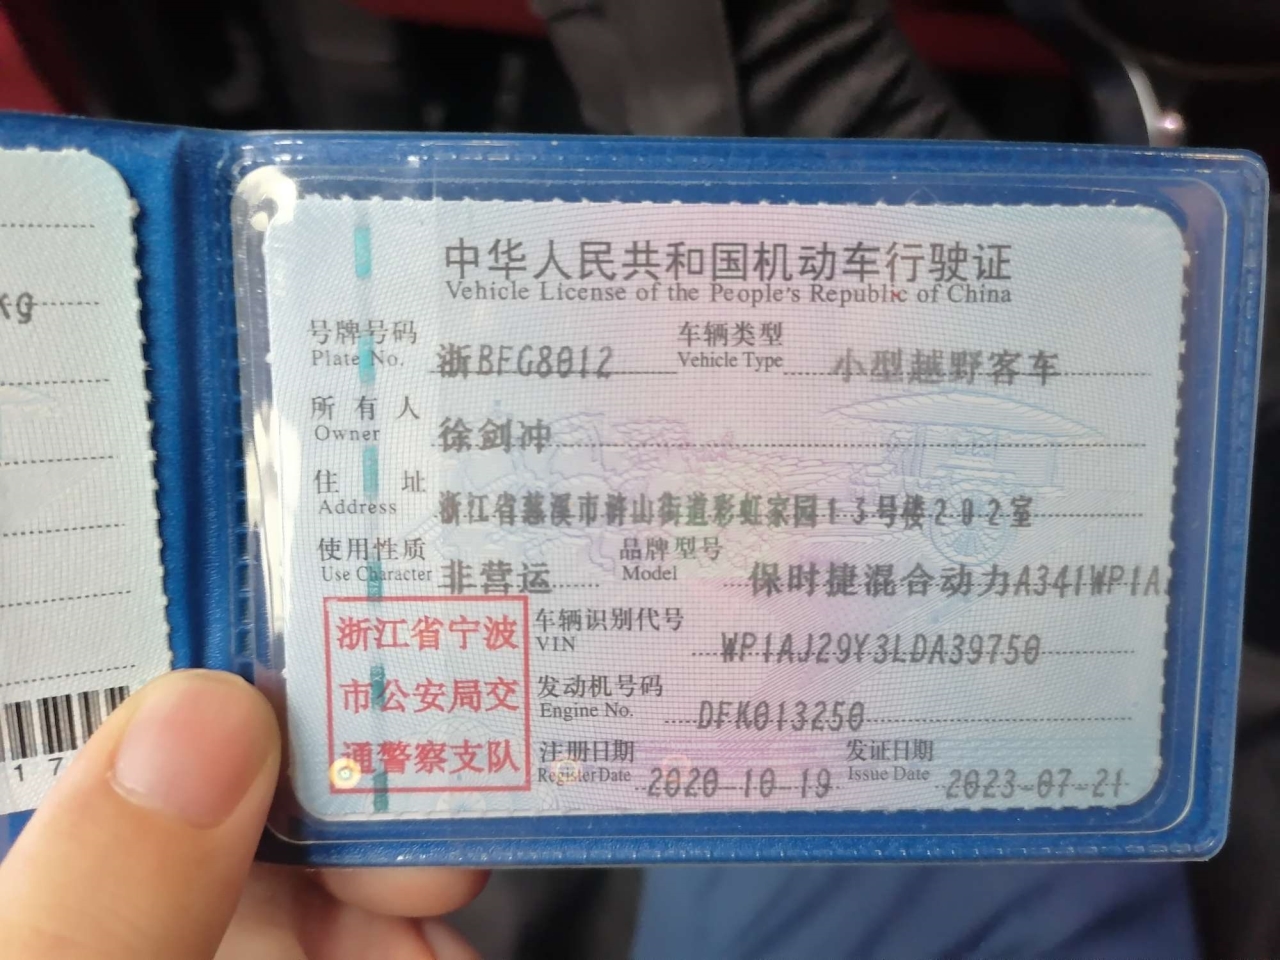 kg
17
中华人民共和国机动车行驶证
Vehicle License of the People's Republic of China
号牌号码 浙BFG8012 车辆类型 小型越野客车
Plate No. Vehicle Type
所有人 徐剑冲
Owner
住址 浙江省慈溪市浒山街道彩虹家园13号楼202室
Address
使用性质 非营运 品牌型号 保时捷混合动力A341WP1A
Use Character Model
浙江省宁波
市公安局交
通警察支队
车辆识别代号 WP1AJ29Y3LDA39750
VIN
发动机号码 DFK013250
Engine No.
注册日期 2020-10-19 发证日期 2023-07-21
Register Date Issue Date